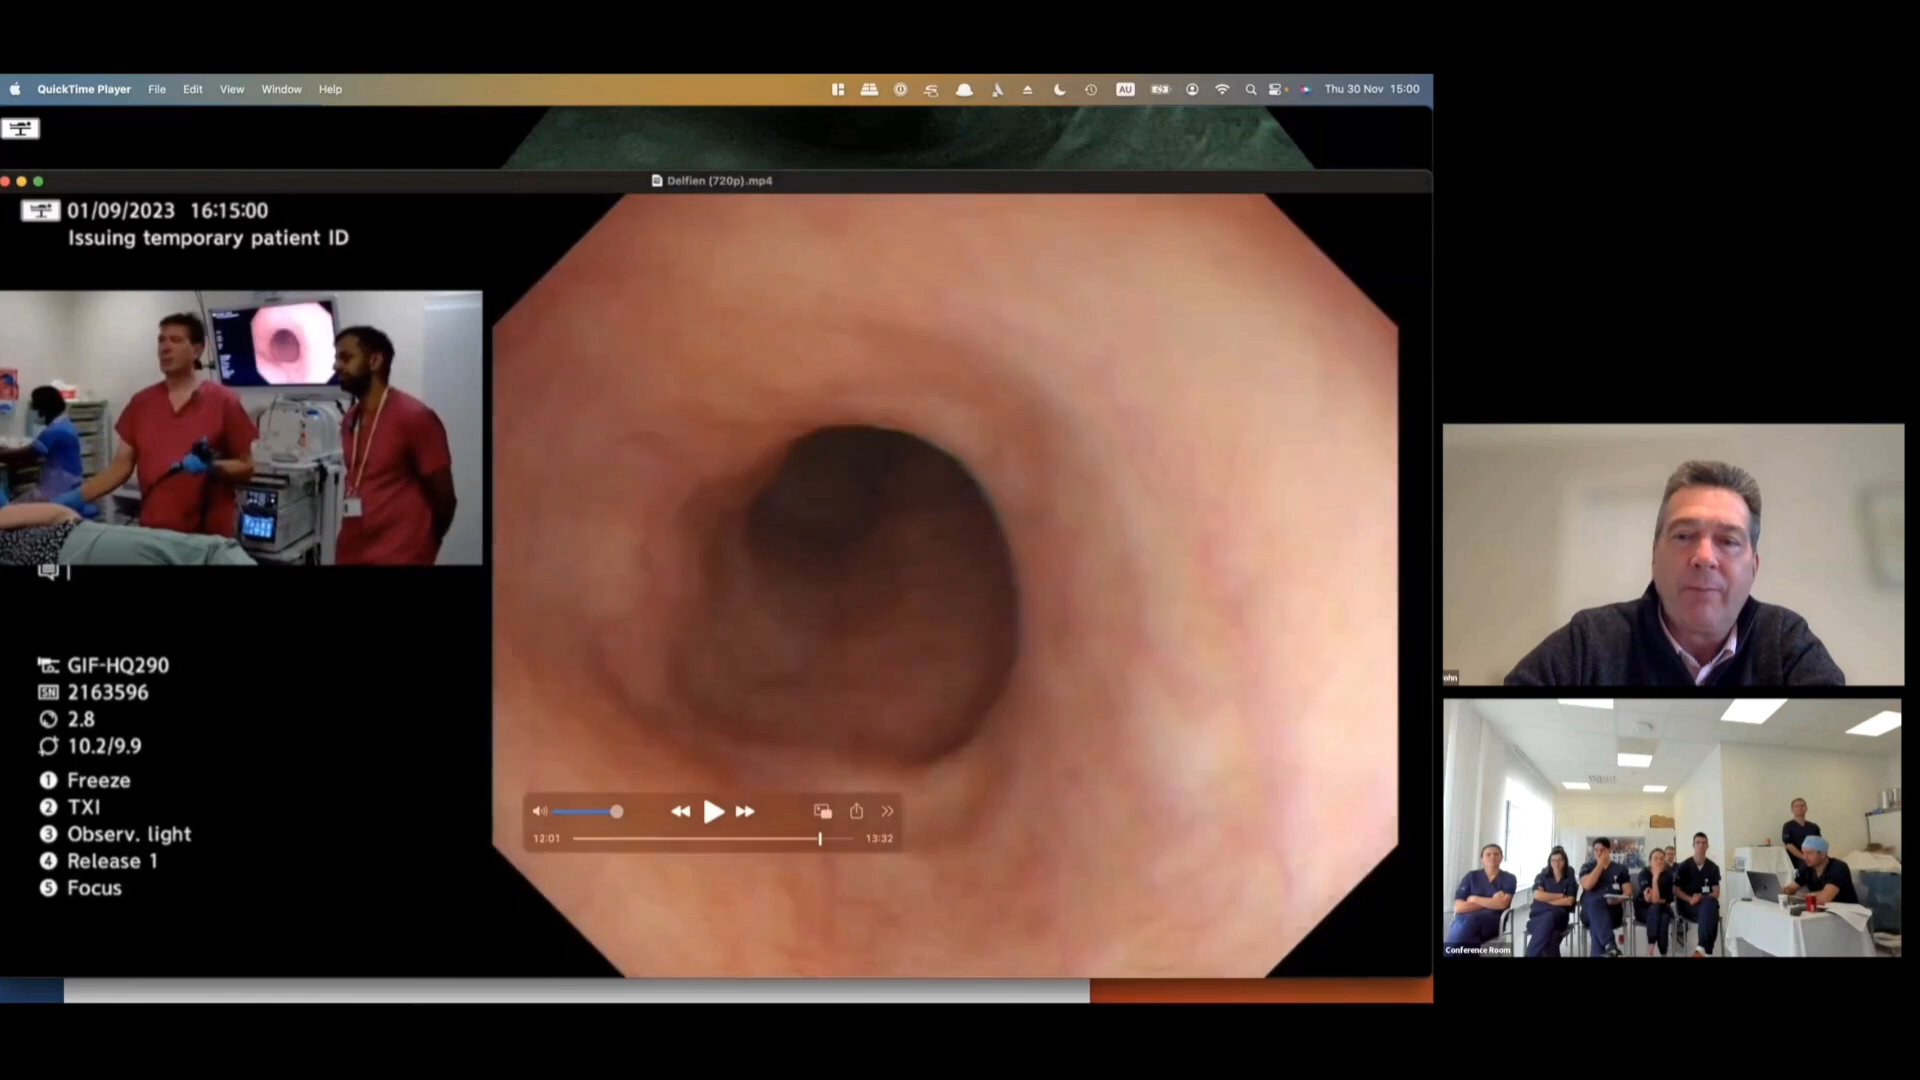 QuickTime Player File Edit View Window Help AU Thu 30 Nov 15:00
Delfien (720p).mp4
01/09/2023 16:15:00
Issuing temporary patient ID
GIF-HQ290
SN 2163596
2.8
10.2/9.9
1 Freeze
2 TXI
3 Observ. light
4 Release 1
5 Focus
12:01 13:32
ohn
Conference Room